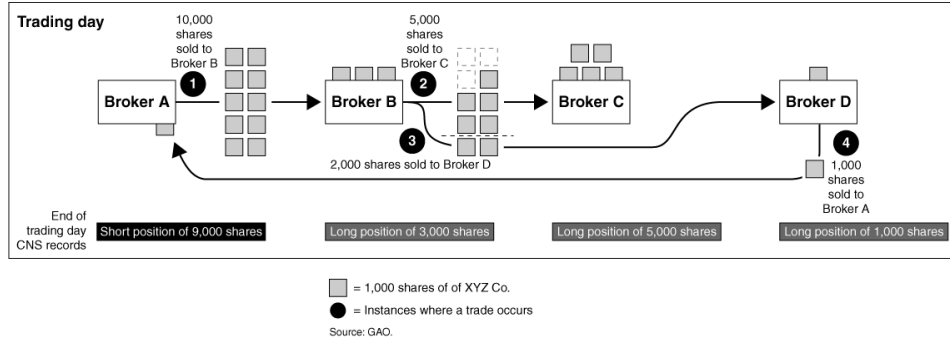 Trading day
10,000
shares
sold to
Broker B
5,000
shares
sold to
Broker C
1
2
Broker A
Broker B
Broker C
Broker D
3
4
2,000 shares sold to Broker D
1,000
shares
sold to
Broker A
End of
trading day
CNS records
Short position of 9,000 shares
Long position of 3,000 shares
Long position of 5,000 shares
Long position of 1,000 shares
= 1,000 shares of of XYZ Co.
= Instances where a trade occurs
Source: GAO.